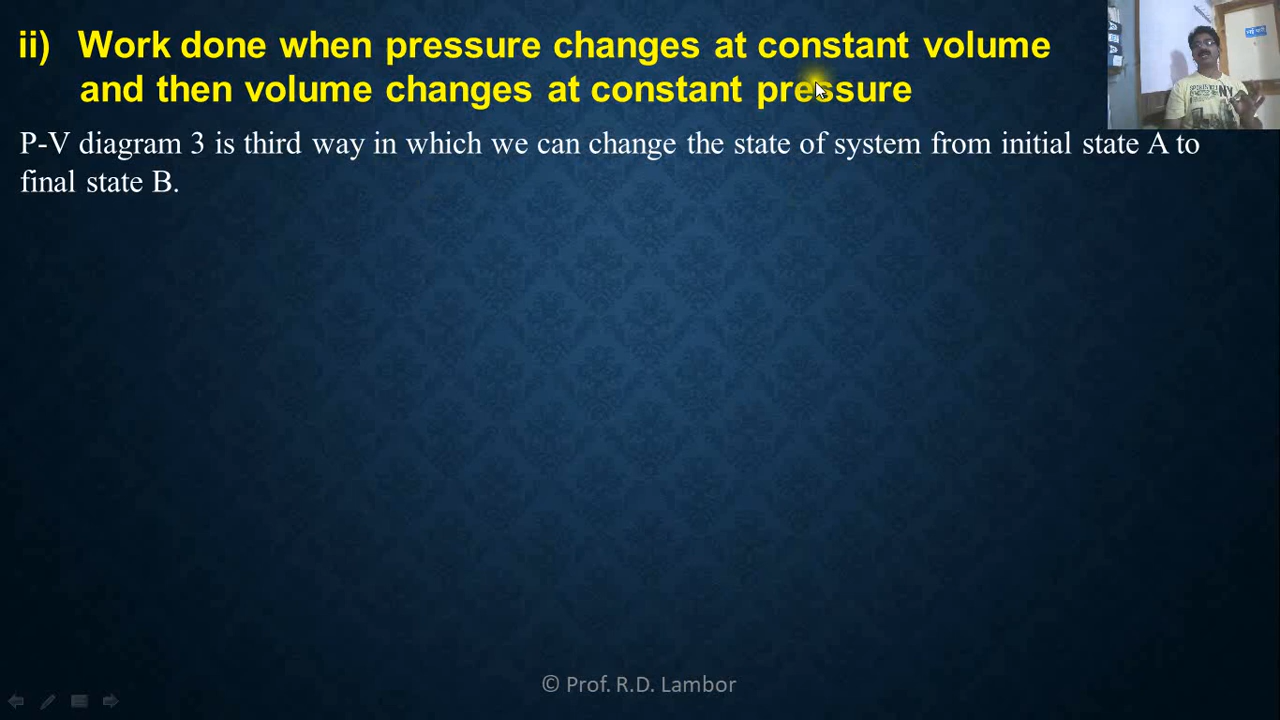 ii) Work done when pressure changes at constant volume
and then volume changes at constant pressure
P-V diagram 3 is third way in which we can change the state of system from initial state A to
final state B.
© Prof. R.D. Lambor